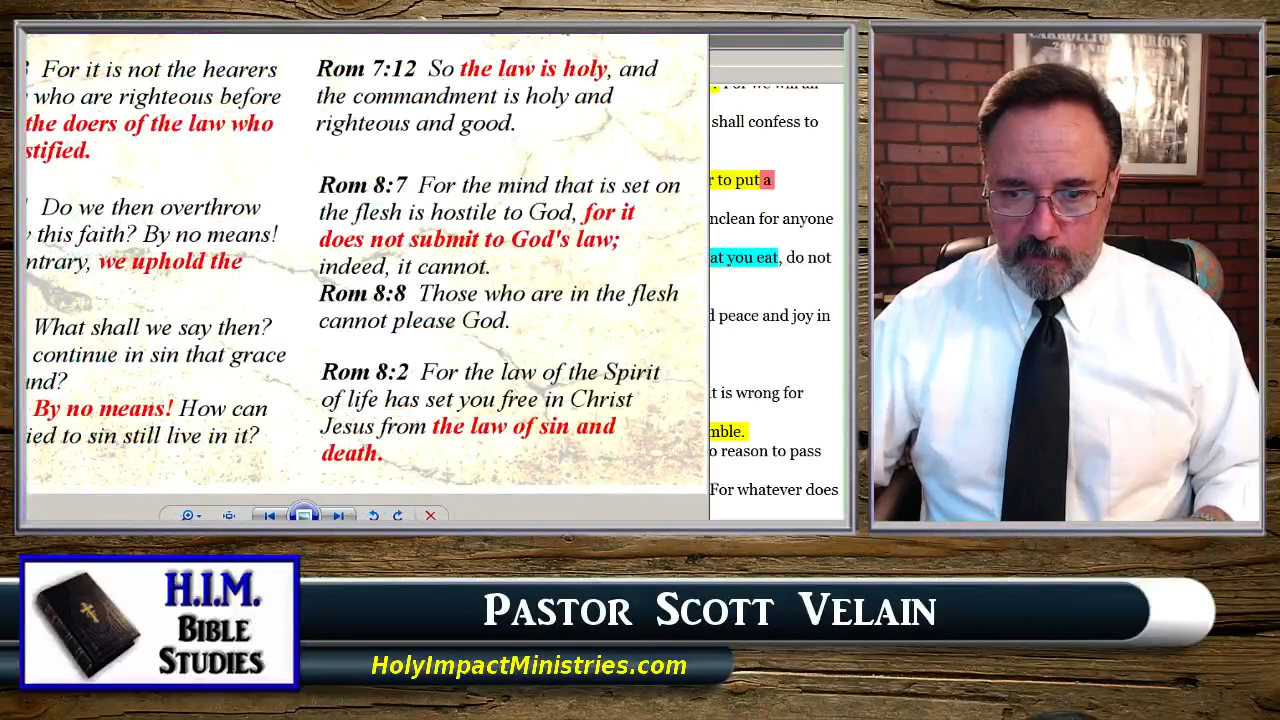 For it is not the hearers
who are righteous before
the doers of the law who
stified.
Do we then overthrow
this faith? By no means!
ntrary, we uphold the
What shall we say then?
continue in sin that grace
und?
By no means! How can
ied to sin still live in it?
Rom 7:12 So the law is holy, and
the commandment is holy and
righteous and good.
Rom 8:7 For the mind that is set on
the flesh is hostile to God, for it
does not submit to God's law;
indeed, it cannot.
Rom 8:8 Those who are in the flesh
cannot please God.
Rom 8:2 For the law of the Spirit
of life has set you free in Christ
Jesus from the law of sin and
death.
shall confess to
r to put a
nclean for anyone
at you eat, do not
d peace and joy in
it is wrong for
mble.
o reason to pass
For whatever does
H.I.M.
BIBLE
STUDIES
PASTOR SCOTT VELAIN
HolyImpactMinistries.com